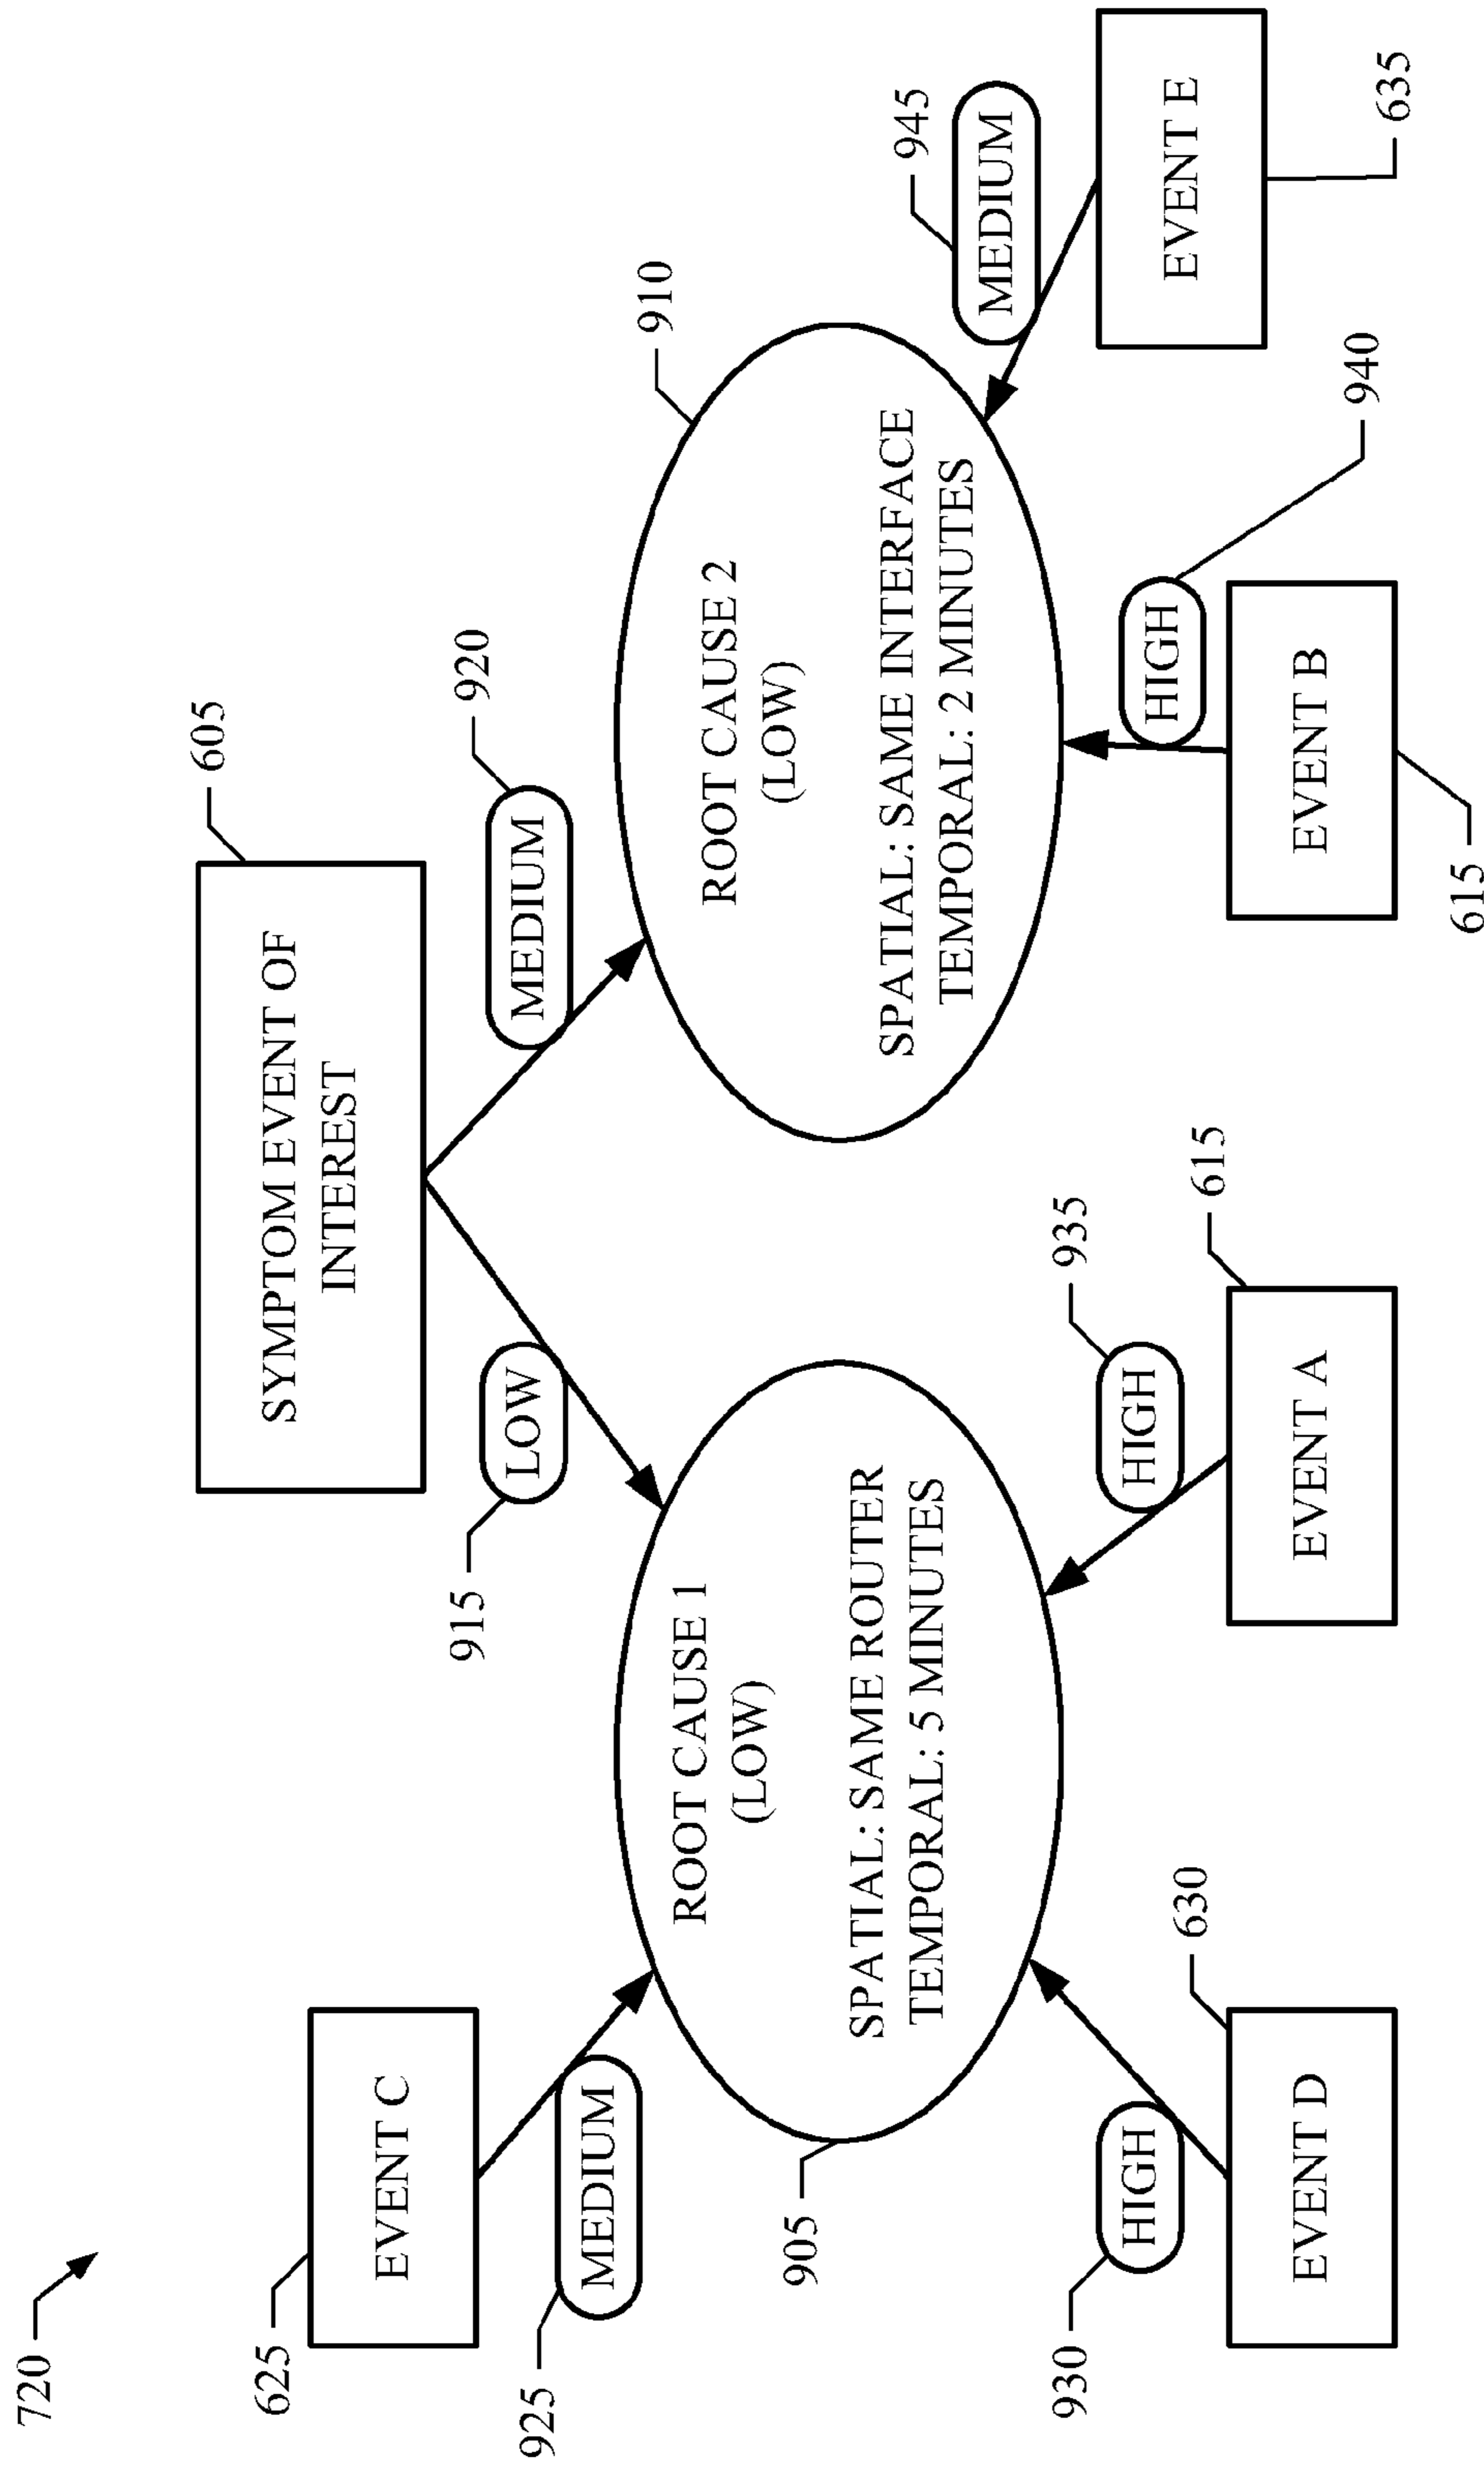 720
605
SYMPTOM EVENT OF
INTEREST
625
EVENT C
925
MEDIUM
915
LOW
MEDIUM
920
905
ROOT CAUSE 1
(LOW)
SPATIAL: SAME ROUTER
TEMPORAL: 5 MINUTES
910
ROOT CAUSE 2
(LOW)
SPATIAL: SAME INTERFACE
TEMPORAL: 2 MINUTES
930
HIGH
HIGH
935
HIGH
940
MEDIUM
945
EVENT D
630
EVENT A
615
EVENT B
615
EVENT E
635